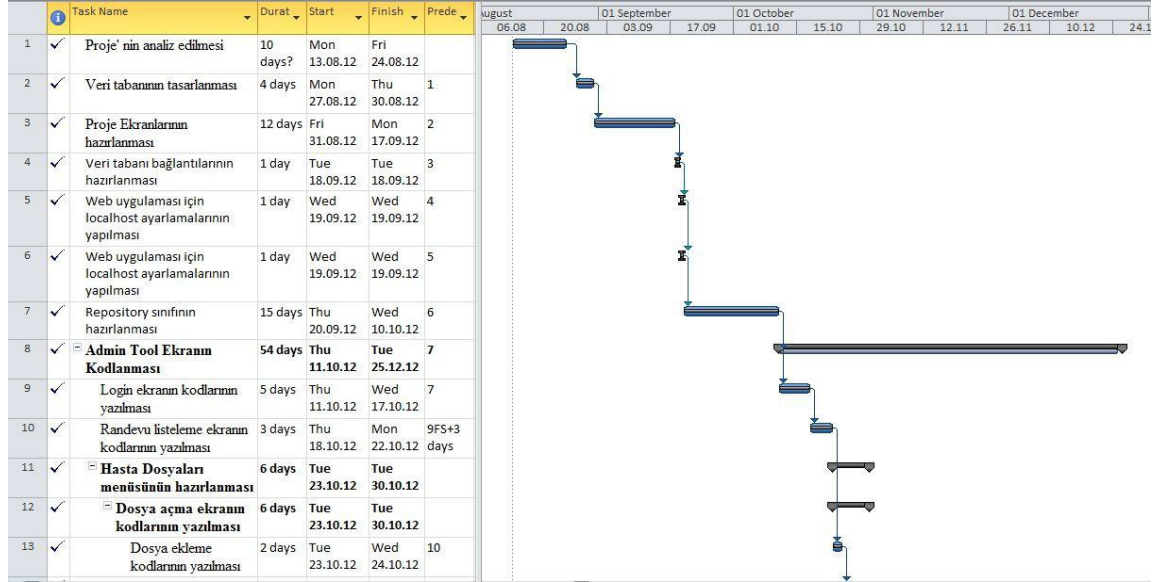 Task Name Durat Start Finish Prede
1 Proje' nin analiz edilmesi 10 days? Mon 13.08.12 Fri 24.08.12
2 Veri tabanının tasarlanması 4 days Mon 27.08.12 Thu 30.08.12 1
3 Proje Ekranlarının hazırlanması 12 days Fri 31.08.12 Mon 17.09.12 2
4 Veri tabanı bağlantılarının hazırlanması 1 day Tue 18.09.12 Tue 18.09.12 3
5 Web uygulaması için localhost ayarlamalarının yapılması 1 day Wed 19.09.12 Wed 19.09.12 4
6 Web uygulaması için localhost ayarlamalarının yapılması 1 day Wed 19.09.12 Wed 19.09.12 5
7 Repository sınıfının hazırlanması 15 days Thu 20.09.12 Wed 10.10.12 6
8 Admin Tool Ekranın Kodlanması 54 days Thu 11.10.12 Tue 25.12.12 7
9 Login ekranın kodlarının yazılması 5 days Thu 11.10.12 Wed 17.10.12 7
10 Randevu listeleme ekranın kodlarının yazılması 3 days Thu 18.10.12 Mon 22.10.12 9FS+3 days
11 Hasta Dosyaları menüsünün hazırlanması 6 days Tue 23.10.12 Tue 30.10.12
12 Dosya açma ekranın kodlarının yazılması 6 days Tue 23.10.12 Tue 30.10.12
13 Dosya ekleme kodlarının yazılması 2 days Tue 23.10.12 Wed 24.10.12 10
ugust 01 September 01 October 01 November 01 December
06.08 20.08 03.09 17.09 01.10 15.10 29.10 12.11 26.11 10.12 24.1